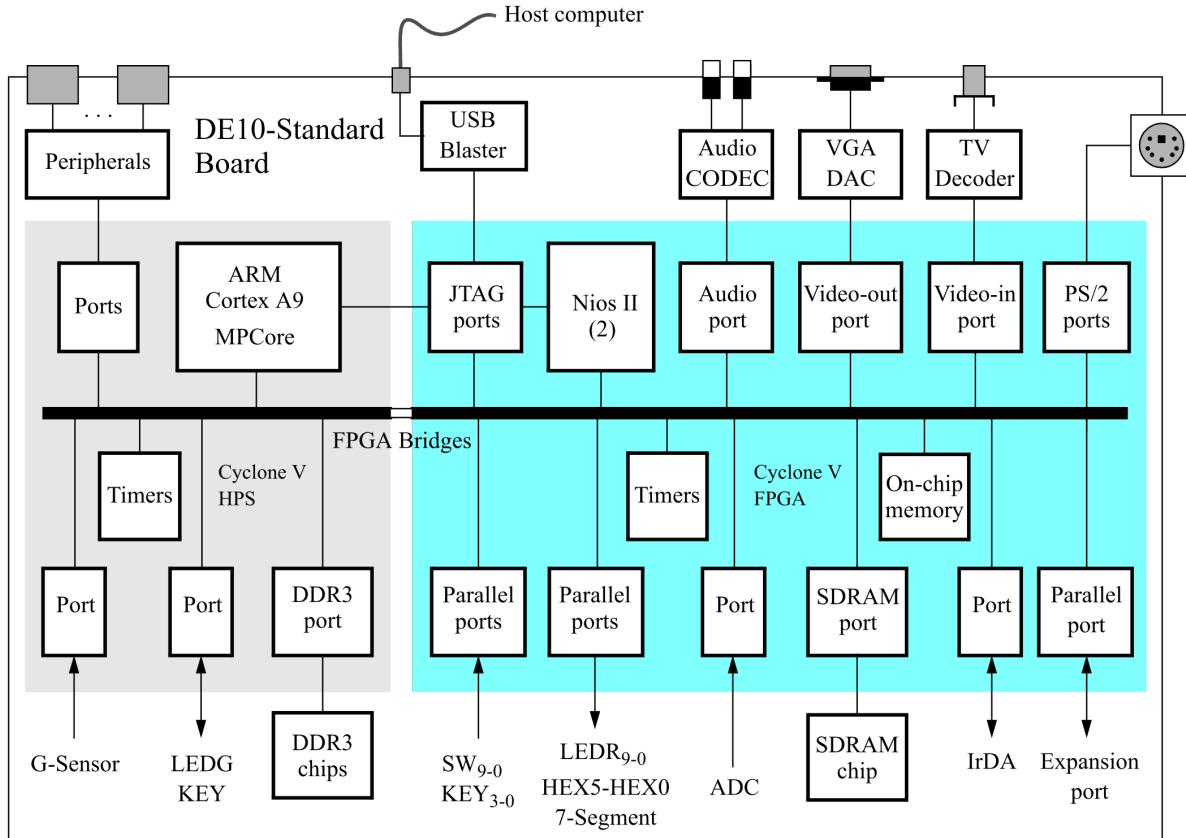 Host computer
. . .
DE10-Standard
Board
Peripherals
USB
Blaster
Audio
CODEC
VGA
DAC
TV
Decoder
Ports
ARM
Cortex A9
MPCore
JTAG
ports
Nios II
(2)
Audio
port
Video-out
port
Video-in
port
PS/2
ports
FPGA Bridges
Timers
Cyclone V
HPS
Timers
Cyclone V
FPGA
On-chip
memory
Port
Port
DDR3
port
Parallel
ports
Parallel
ports
Port
SDRAM
port
Port
Parallel
port
G-Sensor
LEDG
KEY
DDR3
chips
SW9-0
KEY3-0
LEDR9-0
HEX5-HEX0
7-Segment
ADC
SDRAM
chip
IrDA
Expansion
port